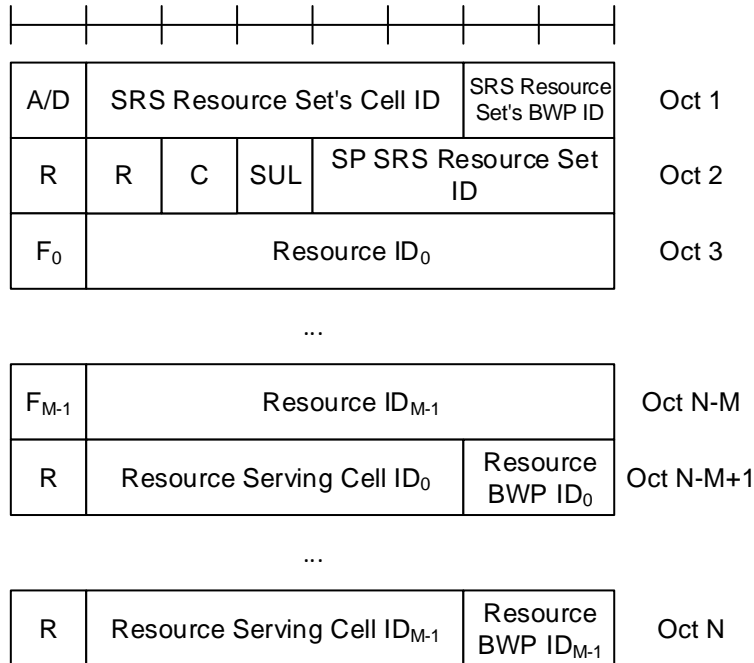 A/D SRS Resource Set's Cell ID SRS Resource Set's BWP ID Oct 1
R R C SUL SP SRS Resource Set ID Oct 2
F0 Resource ID0 Oct 3
...
FM-1 Resource IDM-1 Oct N-M
R Resource Serving Cell ID0 Resource BWP ID0 Oct N-M+1
...
R Resource Serving Cell IDM-1 Resource BWP IDM-1 Oct N